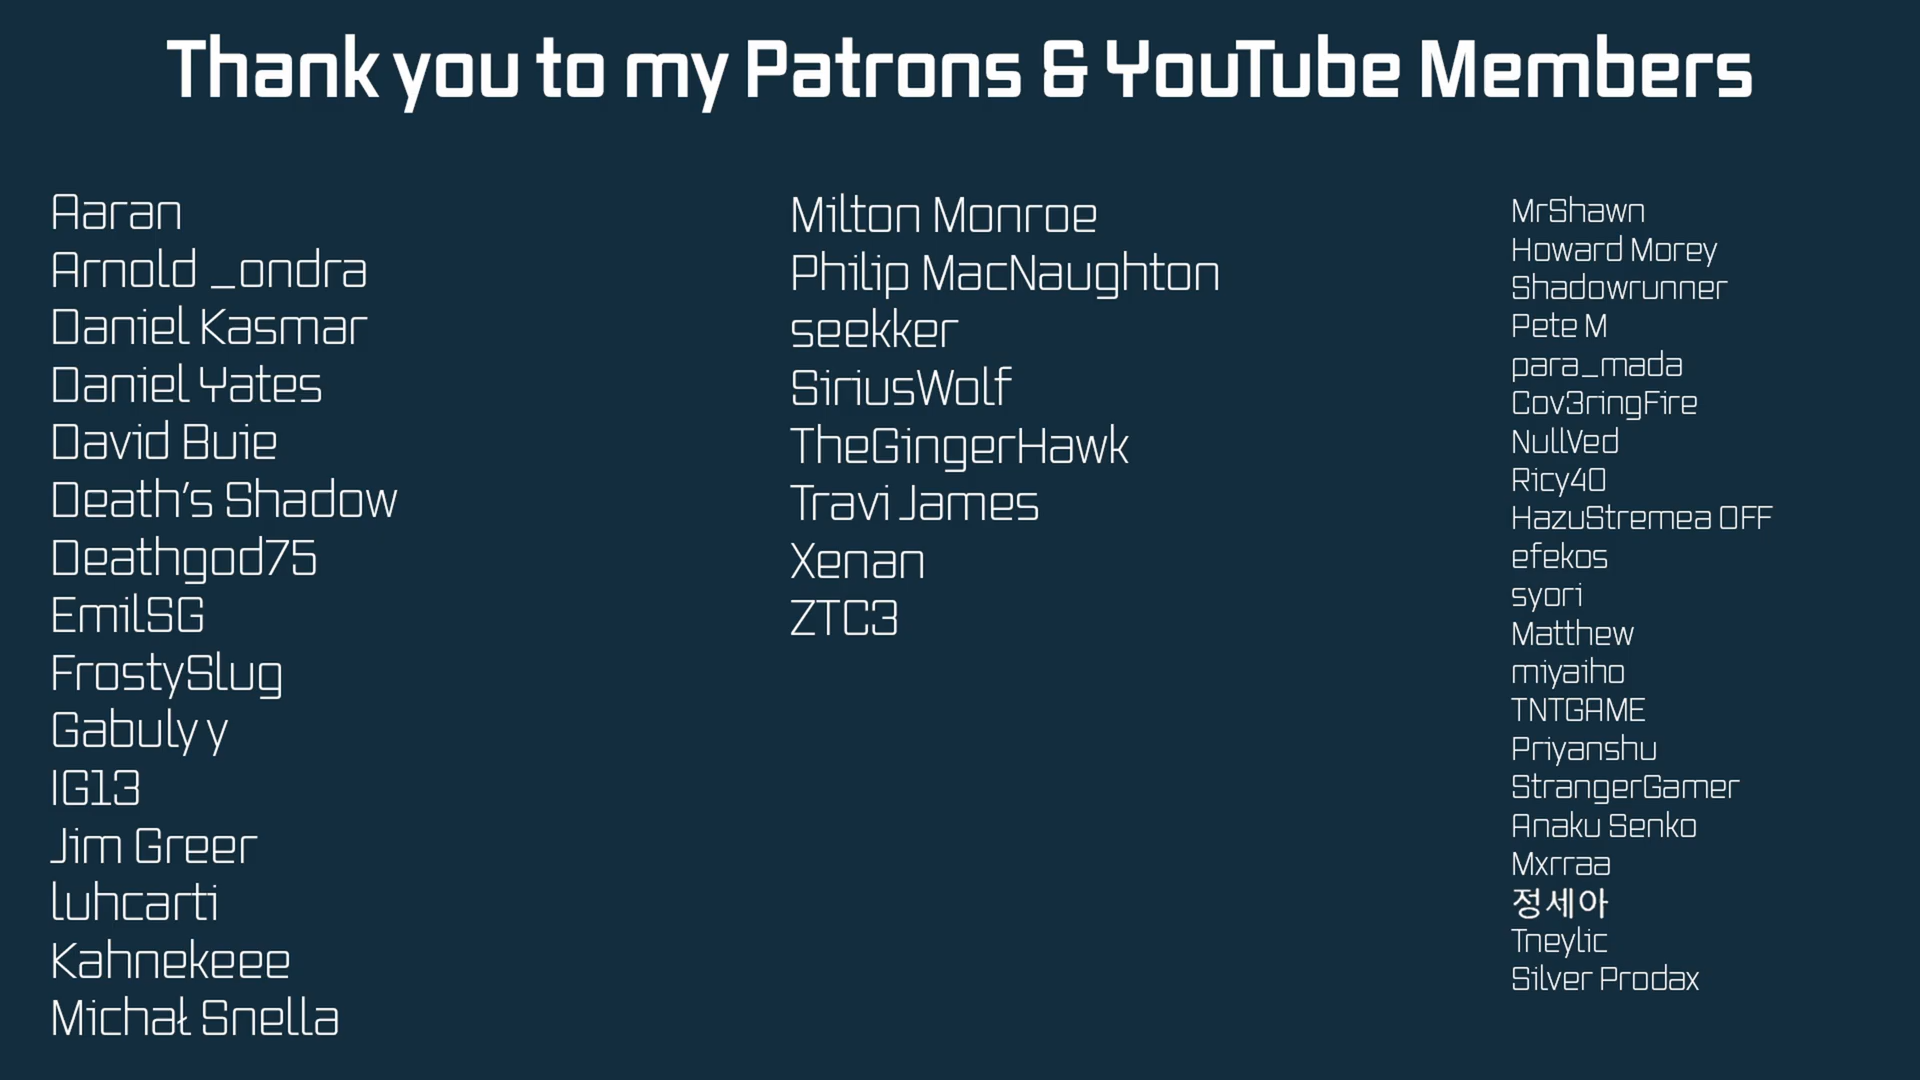 Thank you to my Patrons & YouTube Members
Aaran
Arnold _ondra
Daniel Kasmar
Daniel Yates
David Buie
Death's Shadow
Deathgod75
EmilSG
FrostySlug
Gabuly y
IG13
Jim Greer
luhcarti
Kahnekeee
Michał Snella
Milton Monroe
Philip MacNaughton
seekker
SiriusWolf
TheGingerHawk
Travi James
Xenan
ZTC3
MrShawn
Howard Morey
Shadowrunner
Pete M
para_mada
Cov3ringFire
NullVed
Ricy40
HazuStremea OFF
efekos
syori
Matthew
miyaiho
TNTGAME
Priyanshu
StrangerGamer
Anaku Senko
Mxrraa
정세아
Tneylic
Silver Prodax